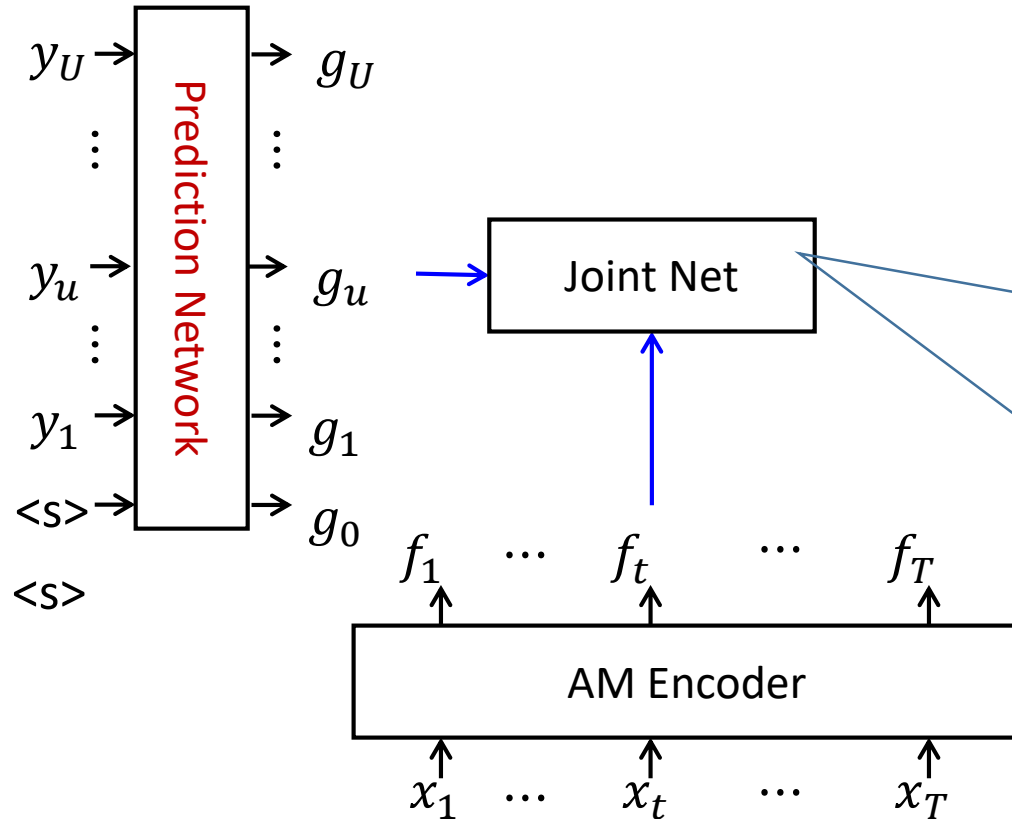 y_U
g_U
⋮
⋮
Prediction Network
y_u
g_u
Joint Net
⋮
⋮
y_1
g_1
<s>
g_0
f_1 ⋯ f_t ⋯ f_T
<s>
AM Encoder
x_1 ⋯ x_t ⋯ x_T